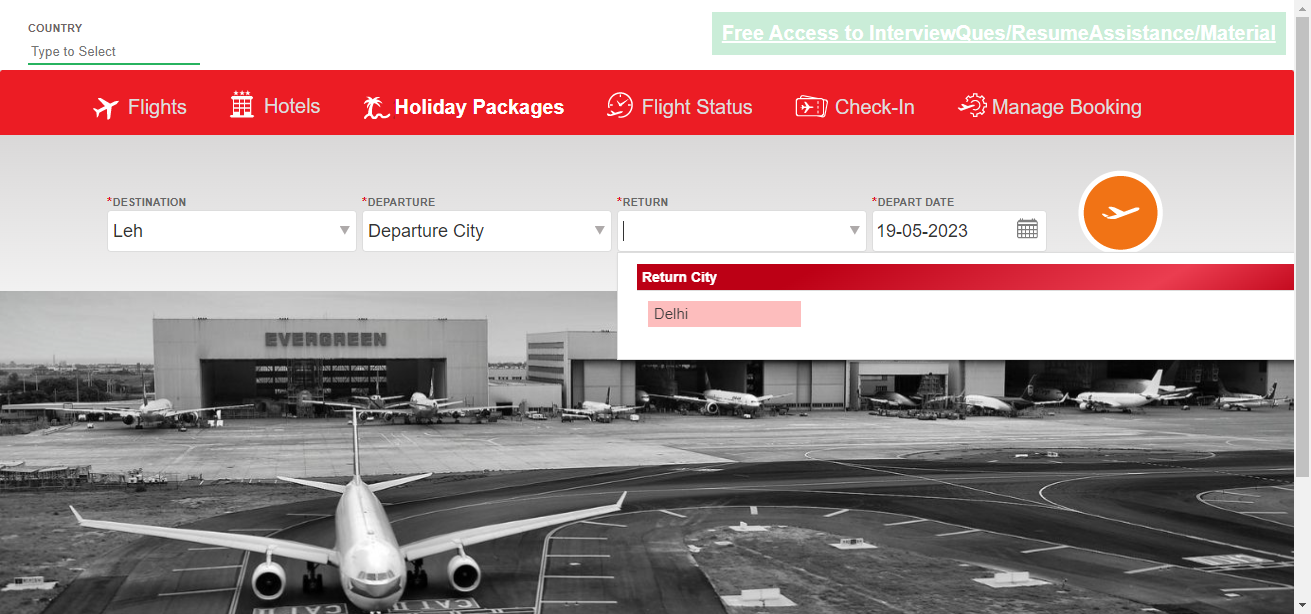 COUNTRY
Type to Select
Free Access to InterviewQues/ResumeAssistance/Material
Flights
Hotels
Holiday Packages
Flight Status
Check-In
Manage Booking
*DESTINATION
*DEPARTURE
*RETURN
*DEPART DATE
Leh
Departure City
19-05-2023
Return City
Delhi
EVERGREEN